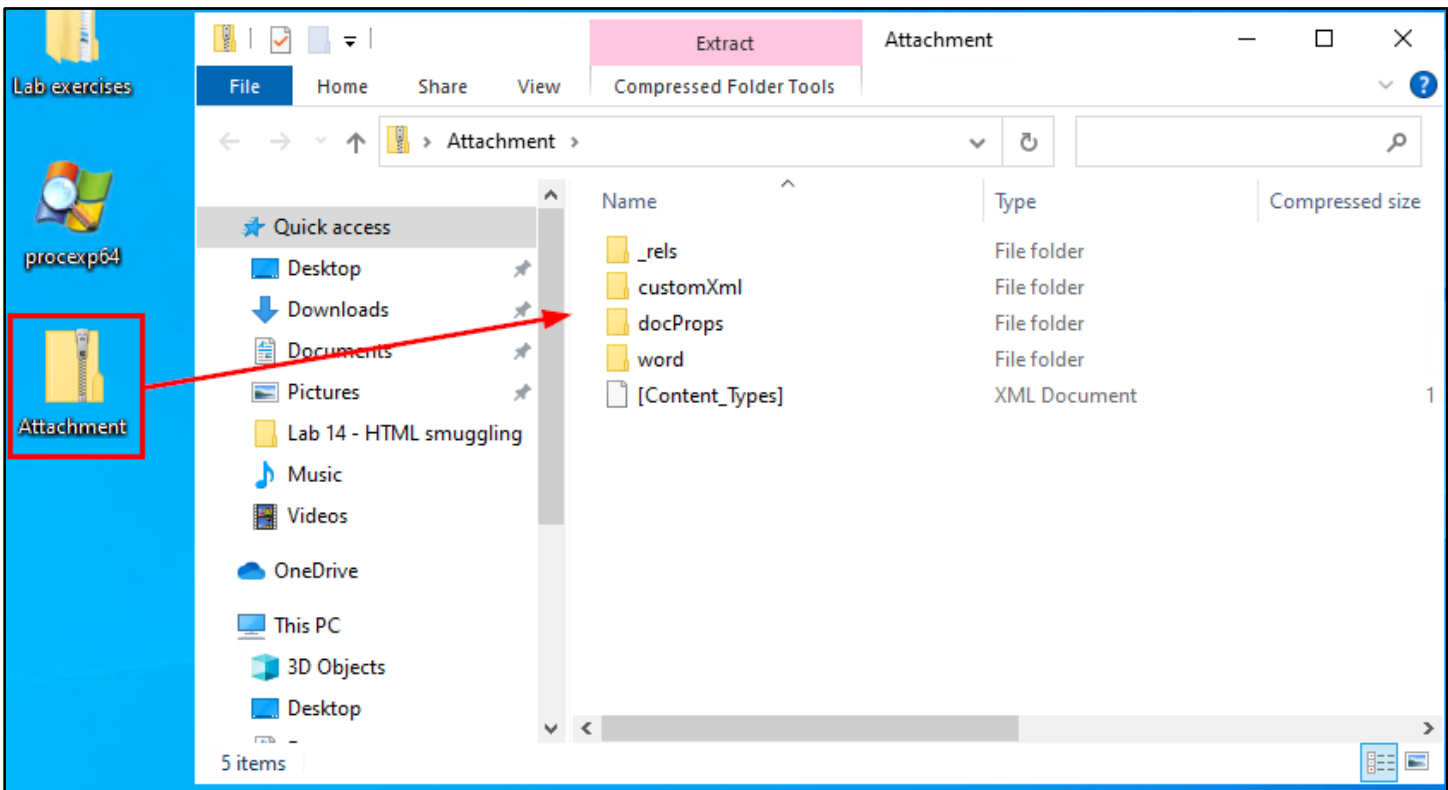 Lab exercises
procexp64
Attachment
Extract
Attachment
File
Home
Share
View
Compressed Folder Tools
Attachment
Name
Type
Compressed size
Quick access
Desktop
Downloads
Documents
Pictures
Lab 14 - HTML smuggling
Music
Videos
OneDrive
This PC
3D Objects
Desktop
_rels
File folder
customXml
File folder
docProps
File folder
word
File folder
[Content_Types]
XML Document
1
5 items